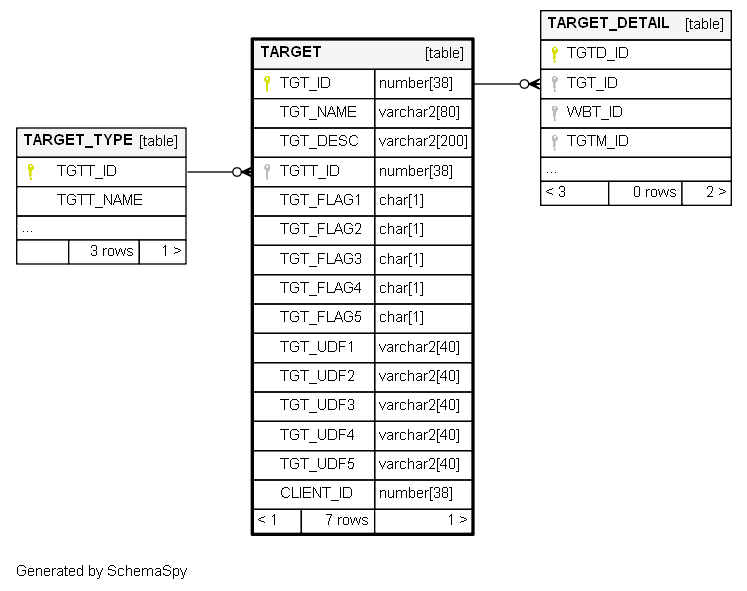 TARGET_TYPE [table]
TGTT_ID
TGTT_NAME
...
3 rows 1 >
TARGET [table]
TGT_ID number[38]
TGT_NAME varchar2[80]
TGT_DESC varchar2[200]
TGTT_ID number[38]
TGT_FLAG1 char[1]
TGT_FLAG2 char[1]
TGT_FLAG3 char[1]
TGT_FLAG4 char[1]
TGT_FLAG5 char[1]
TGT_UDF1 varchar2[40]
TGT_UDF2 varchar2[40]
TGT_UDF3 varchar2[40]
TGT_UDF4 varchar2[40]
TGT_UDF5 varchar2[40]
CLIENT_ID number[38]
< 1 7 rows 1 >
TARGET_DETAIL [table]
TGTD_ID
TGT_ID
WBT_ID
TGTM_ID
...
< 3 0 rows 2 >
Generated by SchemaSpy